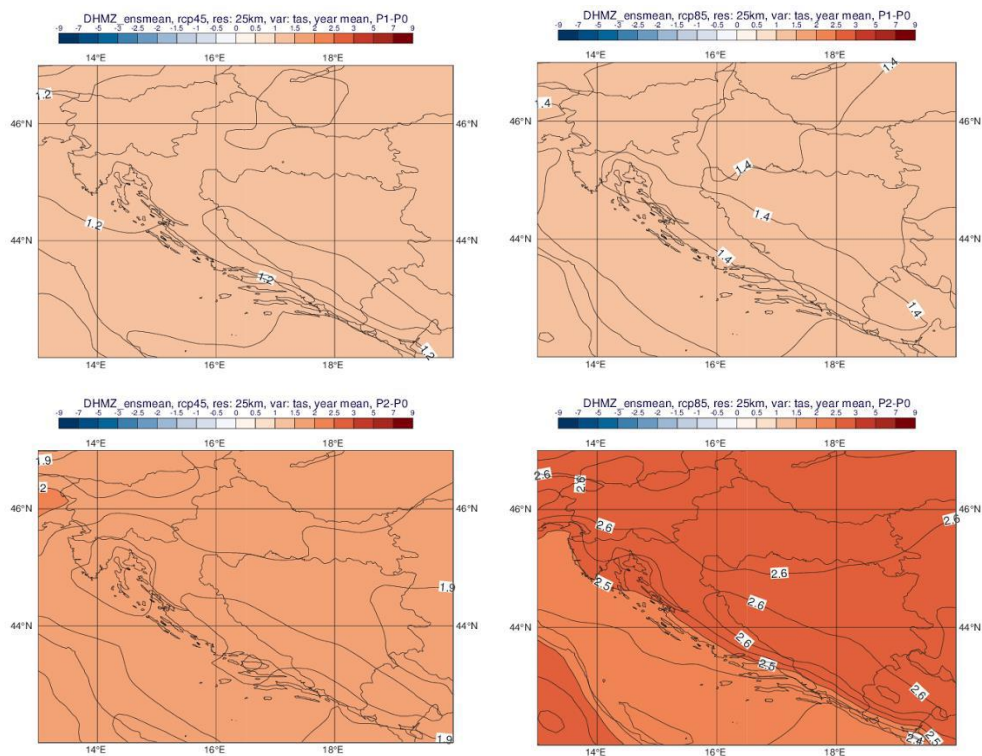 DHMZ_ensmean, rcp45, res: 25km, var: tas, year mean, P1-P0
-9 -7 -5 -3 -2.5 -2 -1.5 -1 -0.5 0 0.5 1 1.5 2 2.5 3 5 7 9
14°E 16°E 18°E
1.2
46°N
1.2
44°N
1.2
1.2
14°E 16°E 18°E
DHMZ_ensmean, rcp85, res: 25km, var: tas, year mean, P1-P0
-9 -7 -5 -3 -2.5 -2 -1.5 -1 -0.5 0 0.5 1 1.5 2 2.5 3 5 7 9
14°E 16°E 18°E
1.4
1.4
46°N
1.4
1.4
44°N
1.4
1.4
14°E 16°E 18°E
DHMZ_ensmean, rcp45, res: 25km, var: tas, year mean, P2-P0
-9 -7 -5 -3 -2.5 -2 -1.5 -1 -0.5 0 0.5 1 1.5 2 2.5 3 5 7 9
14°E 16°E 18°E
1.9
2
46°N
1.9
44°N
1.9
14°E 16°E 18°E
DHMZ_ensmean, rcp85, res: 25km, var: tas, year mean, P2-P0
-9 -7 -5 -3 -2.5 -2 -1.5 -1 -0.5 0 0.5 1 1.5 2 2.5 3 5 7 9
14°E 16°E 18°E
2.6
2.6
46°N
2.6
2.6
2.6
2.5
2.6
44°N
2.6
2.5
2.6
2.4
2.5
14°E 16°E 18°E